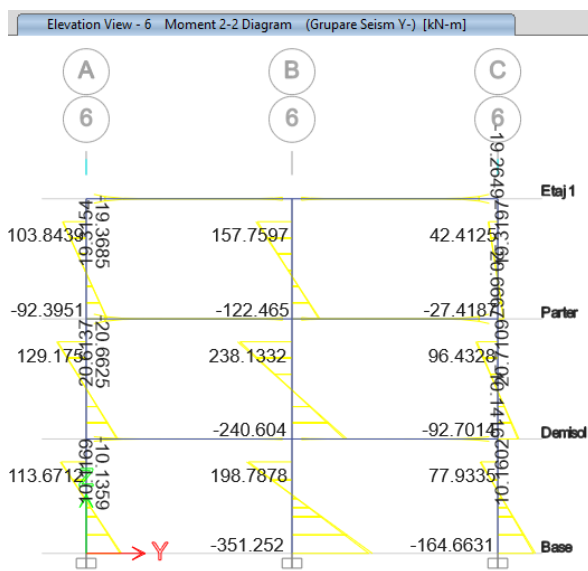 Elevation View - 6 Moment 2-2 Diagram (Grupare Seism Y-) [kN-m]
A B C
6 6 6
Etaj 1
103.8439 157.7597 42.4125
19.3154
-19.3685
-92.3951 -122.465 -27.4187
Parter
129.175 238.1332 96.4328
20.6137
-20.6625
-240.604 -92.7014
Demisol
113.6712 198.7878 77.9335
-10.1359
-351.252 -164.6631
Base
Y